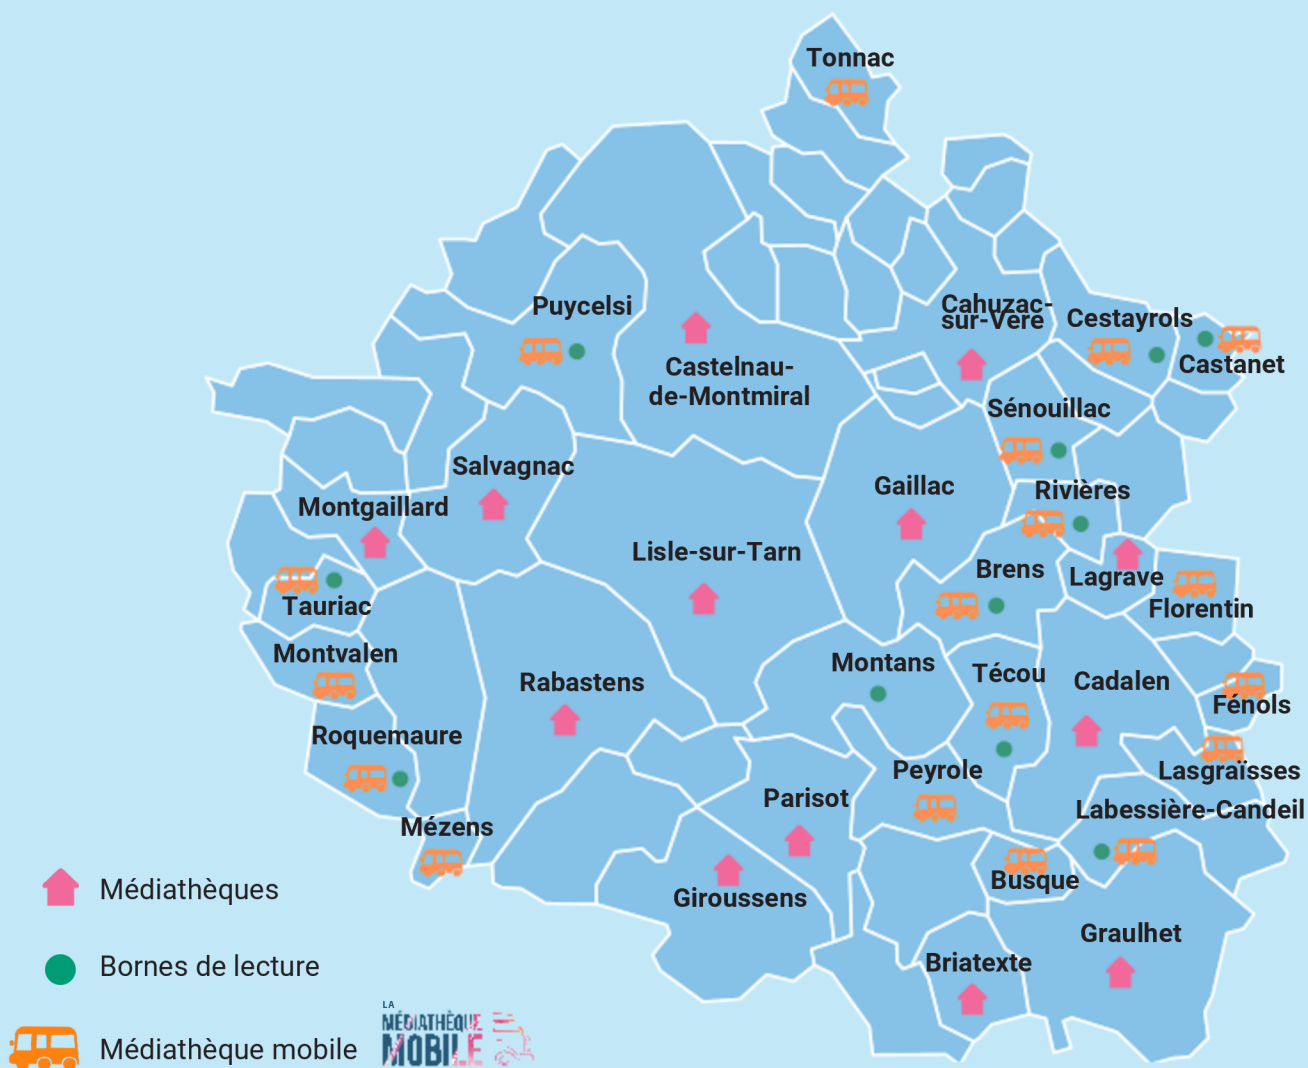 Tonnac
Puycelsi
Cahuzac-
sur-Vère
Cestayrols
Castanet
Castelnau-
de-Montmiral
Sénouillac
Salvagnac
Gaillac
Rivières
Montgaillard
Lisle-sur-Tarn
Brens
Lagrave
Tauriac
Florentin
Montvalen
Montans
Técou
Cadalen
Rabastens
Fénols
Roquemaure
Peyrole
Lasgraïsses
Parisot
Labessière-Candeil
Mézens
Busque
Giroussens
Graulhet
Briatexte
Médiathèques
Bornes de lecture
Médiathèque mobile
LA
MÉDIATHÈQUE
MOBILE